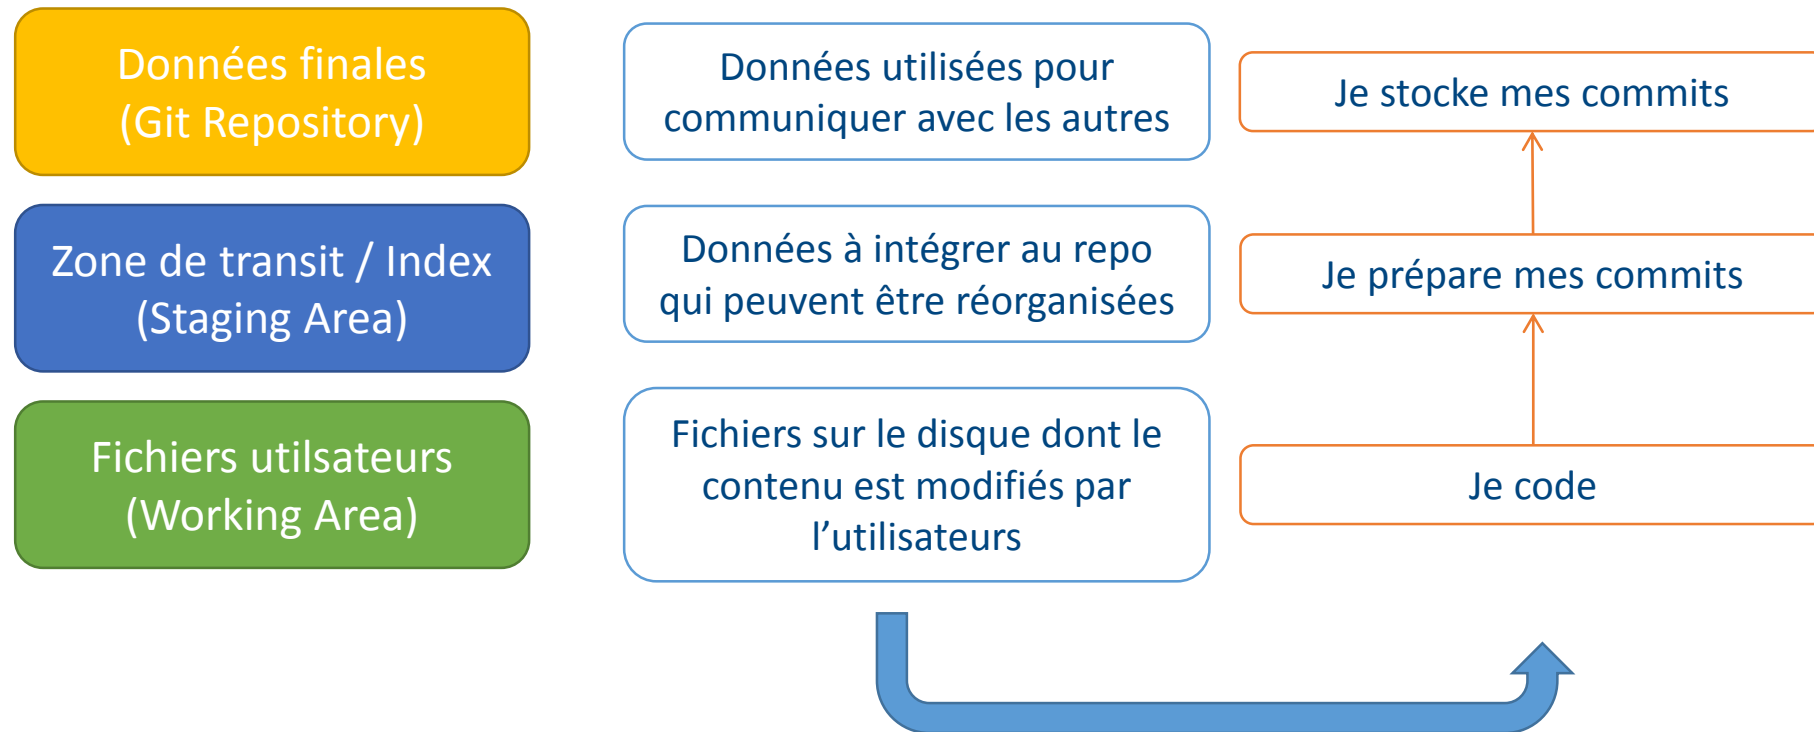 Données finales
(Git Repository)
Données utilisées pour
communiquer avec les autres
Je stocke mes commits
Zone de transit / Index
(Staging Area)
Données à intégrer au repo
qui peuvent être réorganisées
Je prépare mes commits
Fichiers utilsateurs
(Working Area)
Fichiers sur le disque dont le
contenu est modifiés par
l’utilisateurs
Je code